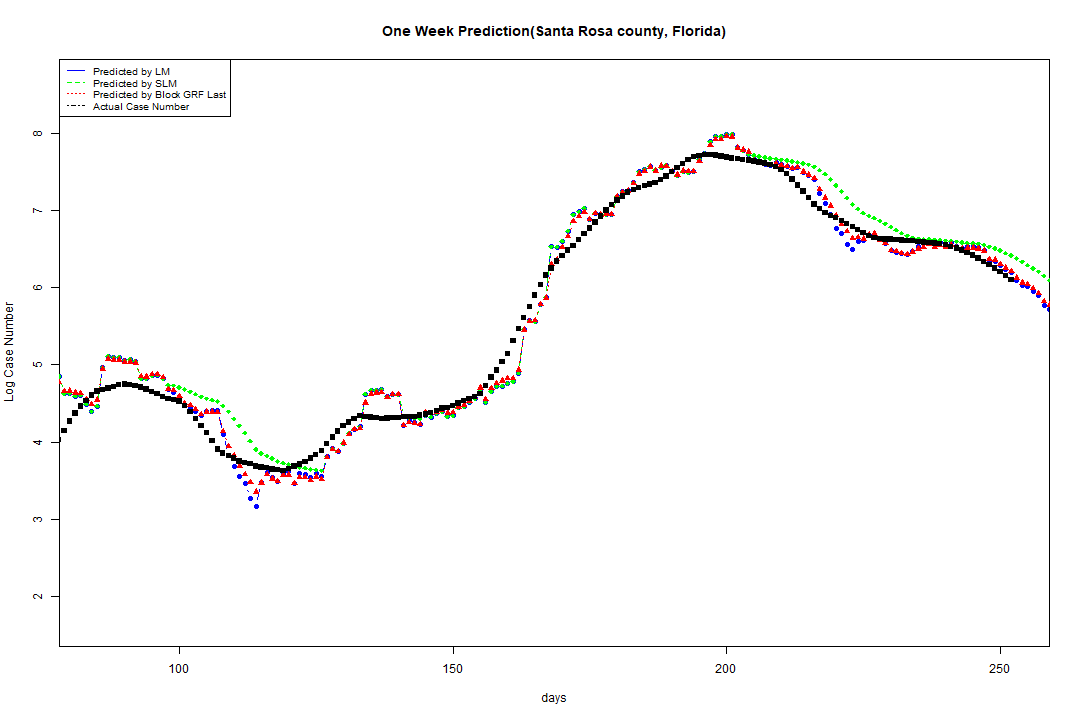 One Week Prediction(Santa Rosa county, Florida)
Predicted by LM
Predicted by SLM
Predicted by Block GRF Last
Actual Case Number
8
7
6
5
4
3
2
Log Case Number
100 150 200 250
days